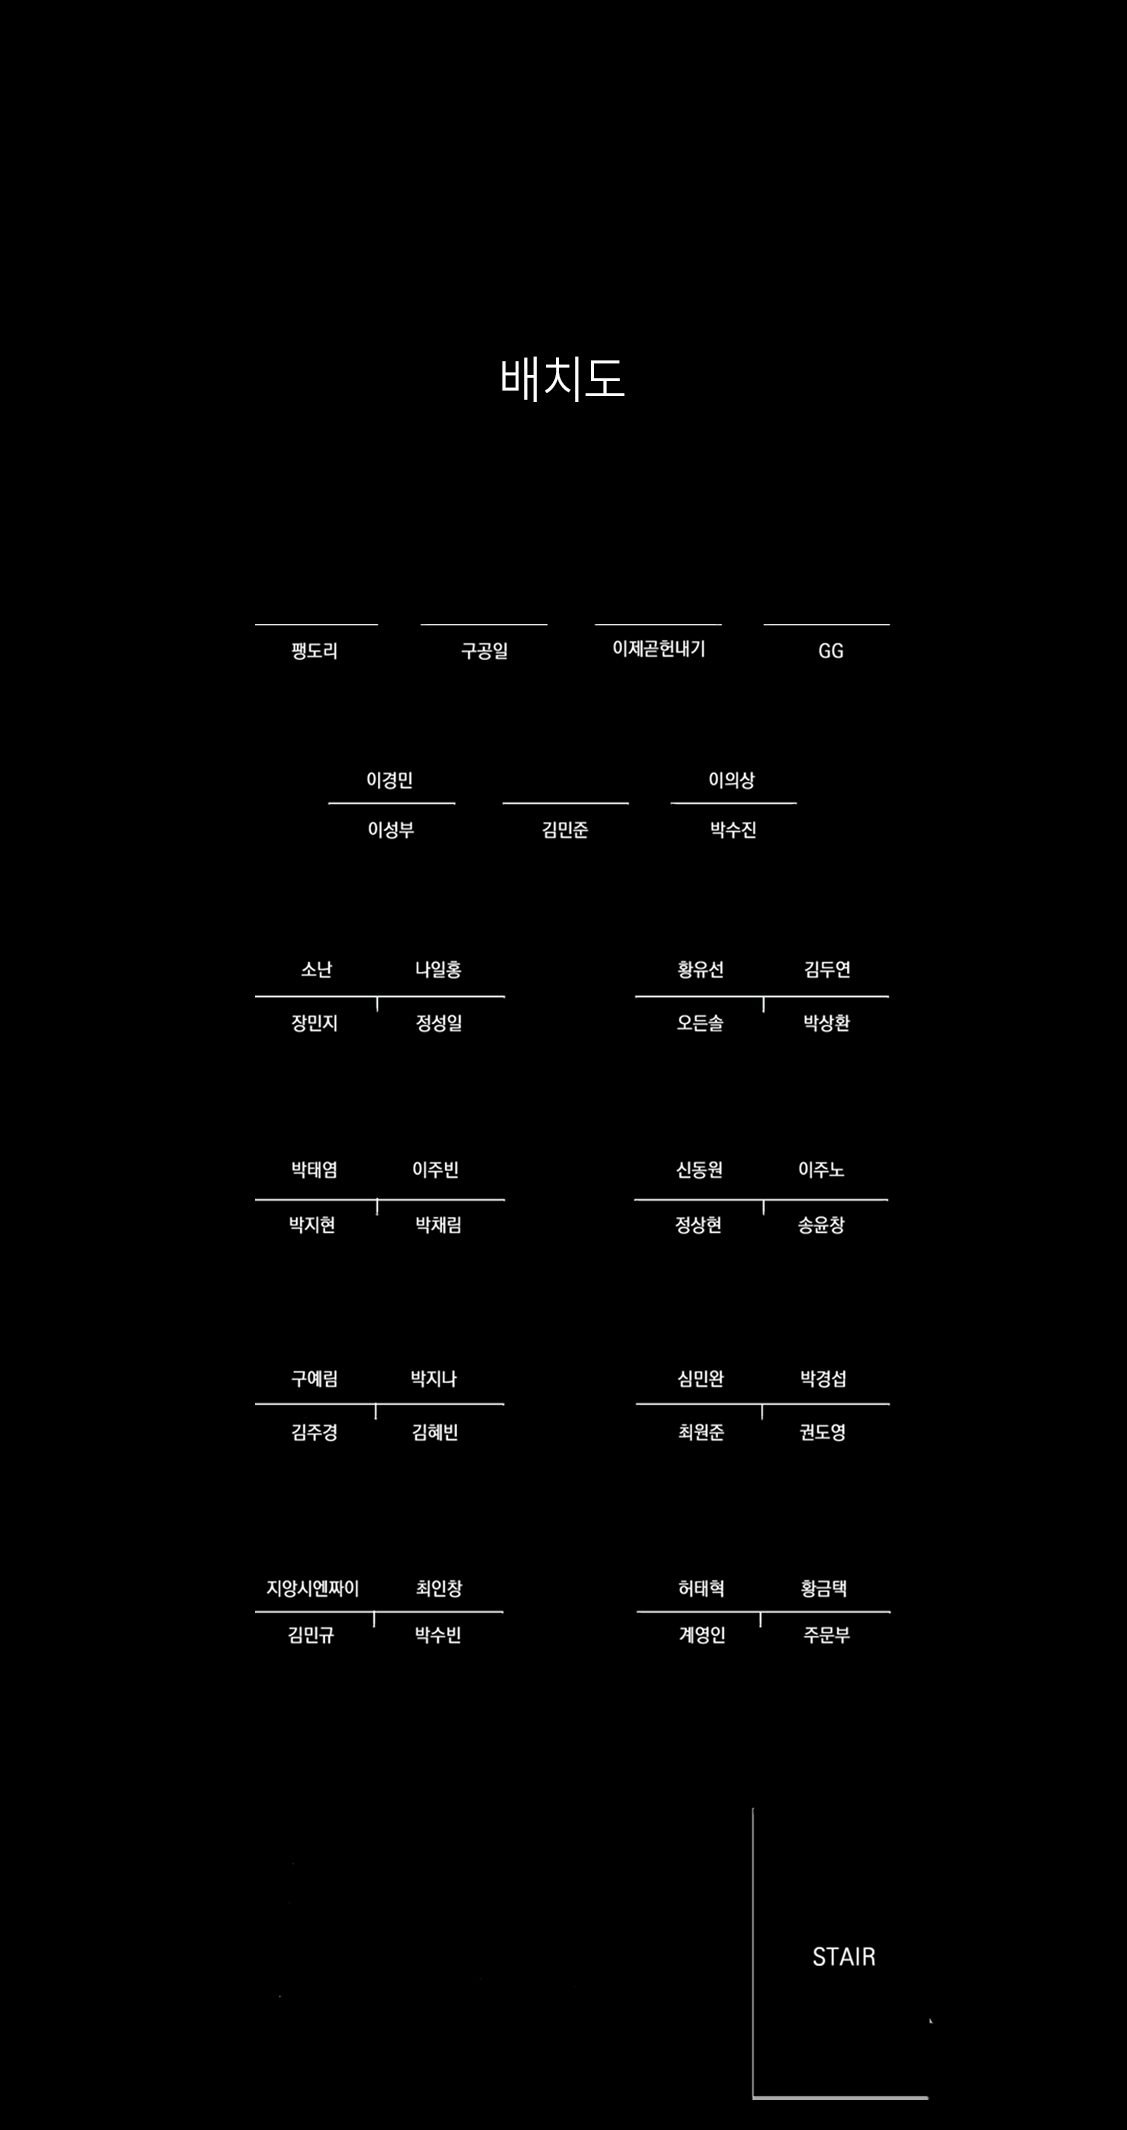 배치도
팽도리 구공일 이제곧헌내기 GG
이경민 이의상
이성부 김민준 박수진
소난 나일홍 황유선 김두연
장민지 정성일 오든솔 박상환
박태염 이주빈 신동원 이주노
박지현 박채림 정상현 송윤창
구예림 박지나 심민완 박경섭
김주경 김혜빈 최원준 권도영
지앙시엔짜이 최인창 허태혁 황금택
김민규 박수빈 계영인 주문부
STAIR